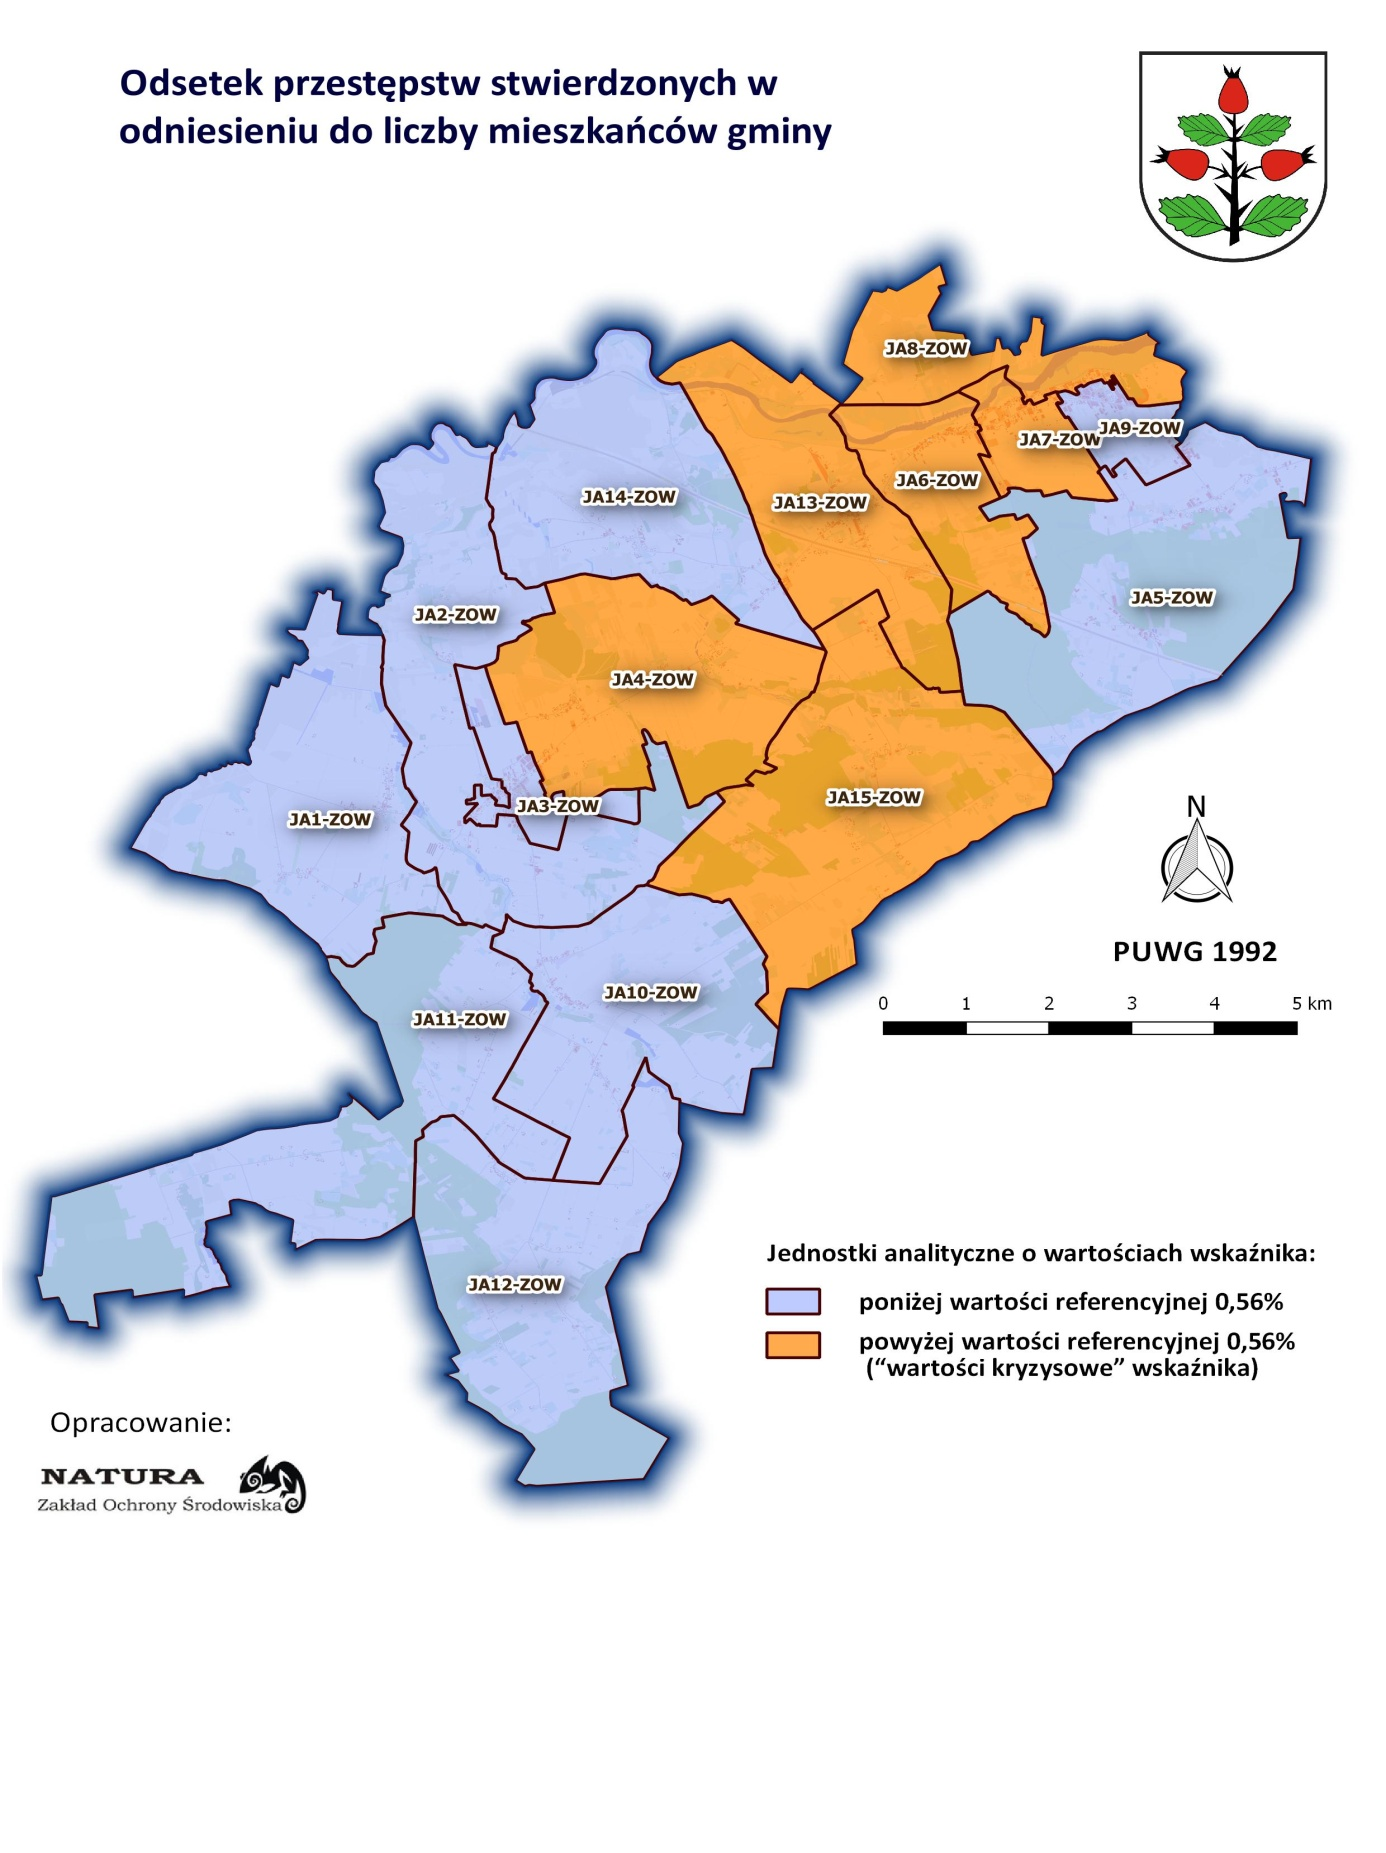 Odsetek przestępstw stwierdzonych w
odniesieniu do liczby mieszkańców gminy
JA8-ZOW
JA9-ZOW
JA7-ZOW
JA6-ZOW
JA14-ZOW
JA13-ZOW
JA5-ZOW
JA2-ZOW
JA4-ZOW
JA15-ZOW
JA3-ZOW
JA1-ZOW
N
PUWG 1992
JA10-ZOW
JA11-ZOW
0 1 2 3 4 5 km
JA12-ZOW
Jednostki analityczne o wartościach wskaźnika:
poniżej wartości referencyjnej 0,56%
powyżej wartości referencyjnej 0,56%
(“wartości kryzysowe” wskaźnika)
Opracowanie:
NATURA
Zakład Ochrony Środowiska